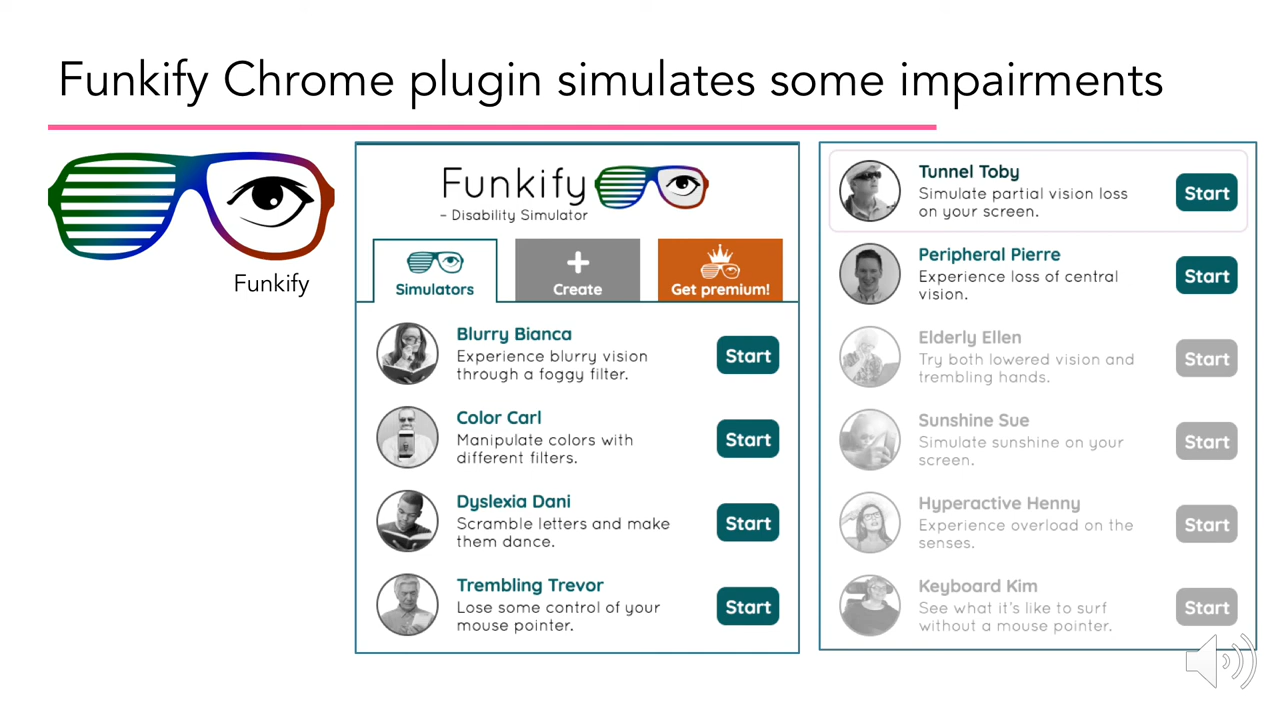 Funkify Chrome plugin simulates some impairments
Funkify
Funkify
– Disability Simulator
Simulators
Create
Get premium!
Blurry Bianca
Experience blurry vision
through a foggy filter.
Start
Color Carl
Manipulate colors with
different filters.
Start
Dyslexia Dani
Scramble letters and make
them dance.
Start
Trembling Trevor
Lose some control of your
mouse pointer.
Start
Tunnel Toby
Simulate partial vision loss
on your screen.
Start
Peripheral Pierre
Experience loss of central
vision.
Start
Elderly Ellen
Try both lowered vision and
trembling hands.
Start
Sunshine Sue
Simulate sunshine on your
screen.
Start
Hyperactive Henny
Experience overload on the
senses.
Start
Keyboard Kim
See what it's like to surf
without a mouse pointer.
Start